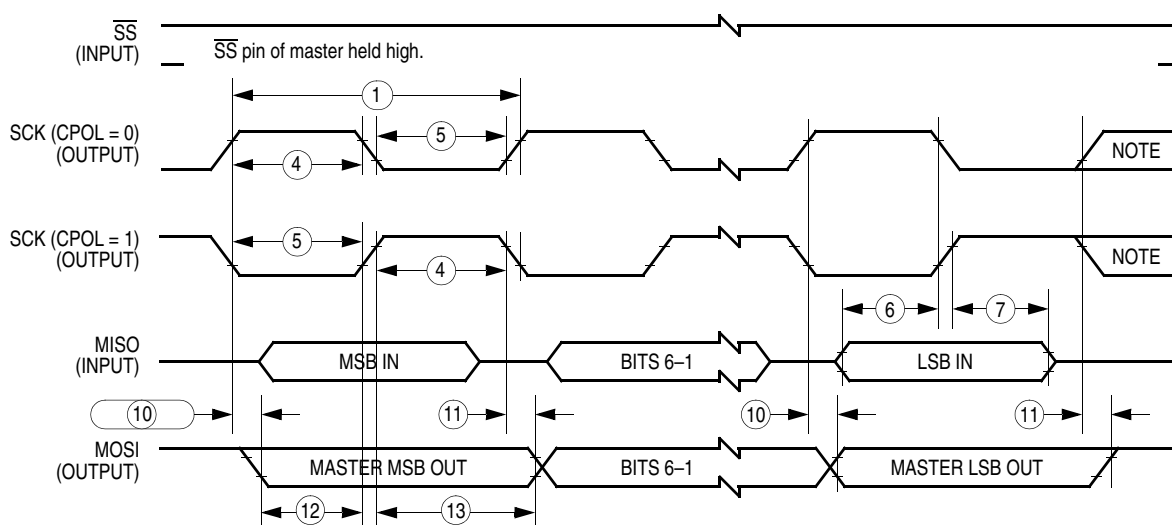 SS
(INPUT)
SS pin of master held high.
1
SCK (CPOL = 0)
(OUTPUT)
5
4
NOTE
SCK (CPOL = 1)
(OUTPUT)
5
4
NOTE
6
7
MISO
(INPUT)
MSB IN
BITS 6–1
LSB IN
10
11
10
11
MOSI
(OUTPUT)
MASTER MSB OUT
BITS 6–1
MASTER LSB OUT
12
13